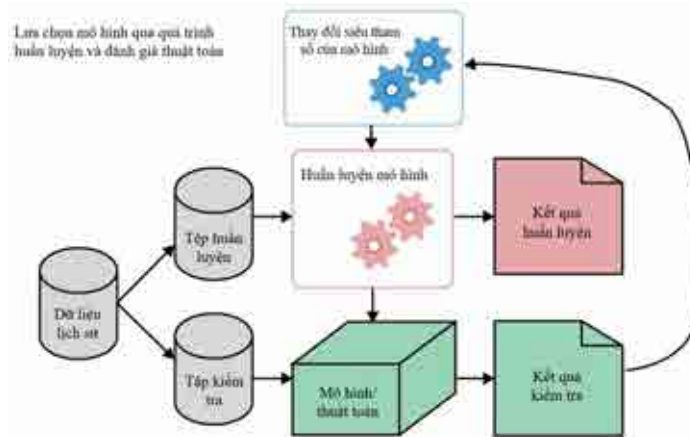 Lựa chọn mô hình qua quá trình
huấn luyện và đánh giá thuật toán
Thay đổi siêu tham
số của mô hình
Huấn luyện mô hình
Tệp huấn
luyện
Kết quả
huấn luyện
Dữ liệu
lịch sử
Tập kiểm
tra
Mô hình/
thuật toán
Kết quả
kiểm tra